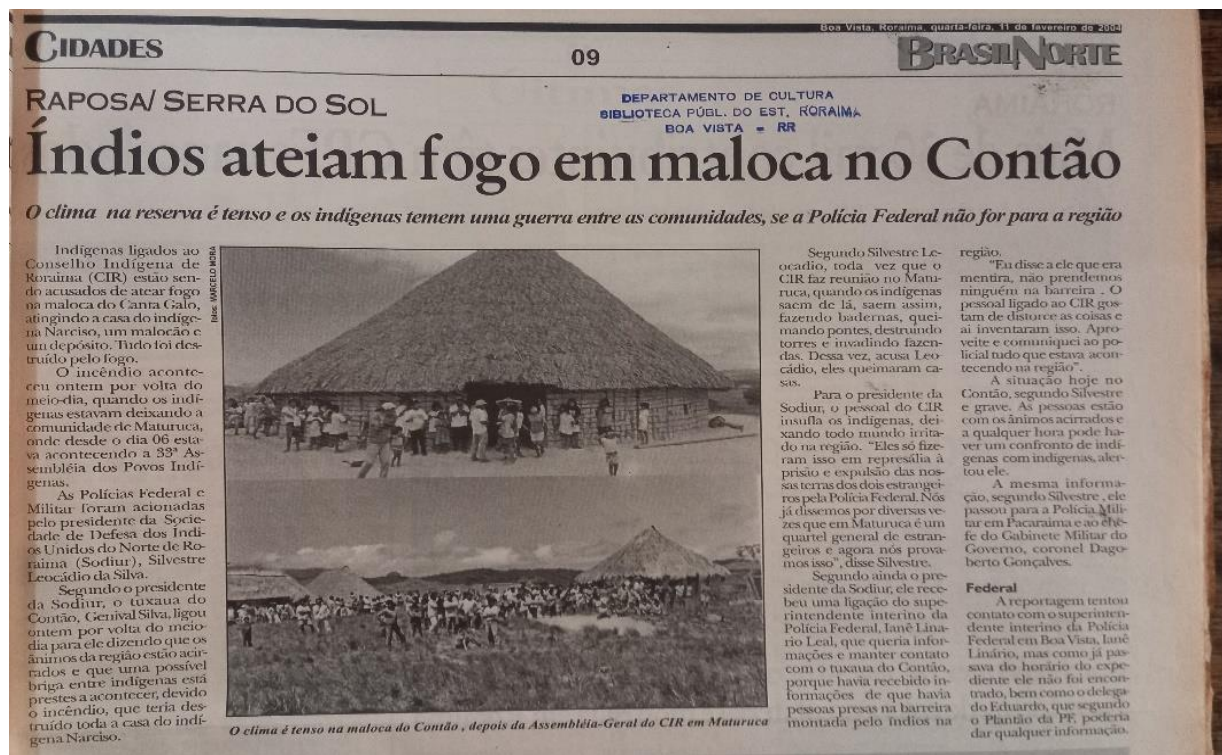 Boa Vista, Roraima, quarta-feira, 11 de fevereiro de 2004
CIDADES
09
BRASIL NORTE
RAPOSA/ SERRA DO SOL
DEPARTAMENTO DE CULTURA
BIBLIOTECA PÚBL. DO EST. RORAIMA
BOA VISTA = RR
Índios ateiam fogo em maloca no Contão
O clima na reserva é tenso e os indígenas temem uma guerra entre as comunidades, se a Polícia Federal não for para a região
Indígenas ligados ao
Conselho Indígena de
Roraima (CIR) estão sen-
do acusados de atear fogo
na maloca do Canta Galo,
atingindo a casa do indíge-
na Narciso, um malocão e
um depósito. Tudo foi des-
truído pelo fogo.
O incêndio aconte-
ceu ontem por volta do
meio-dia, quando os indí-
genas estavam deixando a
comunidade de Maturuca,
onde desde o dia 06 esta-
va acontecendo a 33ª As-
sembléia dos Povos Indí-
genas.
As Polícias Federal e
Militar foram acionadas
pelo presidente da Socie-
dade de Defesa dos Índi-
os Unidos do Norte de Ro-
raima (Sodiur), Silvestre
Leocádio da Silva.
Segundo o presidente
da Sodiur, o tuxaua do
Contão, Genival Silva, ligou
ontem por volta do meio-
dia para ele dizendo que os
ânimos da região estão acir-
rados e que uma possível
briga entre indígenas está
prestes a acontecer, devido
o incêndio, que teria des-
truído toda a casa do indí-
gena Narciso.
fotos: MARCELO MORA
O clima é tenso na maloca do Contão , depois da Assembléia-Geral do CIR em Maturuca
Segundo Silvestre Le-
ocadio, toda vez que o
CIR faz reunião no Matu-
ruca, quando os indígenas
saem de lá, saem assim,
fazendo badernas, quei-
mando pontes, destruindo
torres e invadindo fazen-
das. Dessa vez, acusa Leo-
cádio, eles queimaram ca-
sas.
Para o presidente da
Sodiur, o pessoal do CIR
insufla os indígenas, dei-
xando todo mundo irrita-
do na região. "Eles só fize-
ram isso em represália à
prisão e expulsão das nos-
sas terras dos dois estrangei-
ros pela Polícia Federal. Nós
já dissemos por diversas ve-
zes que em Maturuca é um
quartel general de estran-
geiros e agora nós prova-
mos isso", disse Silvestre.
Segundo ainda o pre-
sidente da Sodiur, ele rece-
beu uma ligação do supe-
rintendente interino da
Polícia Federal, Ianê Lina-
rio Leal, que queria infor-
mações e manter contato
com o tuxaua do Contão,
porque havia recebido in-
formações de que havia
pessoas presas na barreira
montada pelo índios na
região.
"Eu disse a ele que era
mentira, não prendemos
ninguém na barreira . O
pessoal ligado ao CIR gos-
tam de distorce as coisas e
ai inventaram isso. Apro-
veite e comuniquei ao po-
licial tudo que estava acon-
tecendo na região".
A situação hoje no
Contão, segundo Silvestre
e grave. As pessoas estão
com os ânimos acirrados e
a qualquer hora pode ha-
ver um confronto de indí-
genas com indígenas, aler-
tou ele.
A mesma informa-
ção, segundo Silvestre , ele
passou para a Polícia Mili-
tar em Pacaraima e ao che-
fe do Gabinete Militar do
Governo, coronel Dago-
berto Gonçalves.
Federal
A reportagem tentou
contato com o superinten-
dente interino da Polícia
Federal em Boa Vista, Ianê
Linário, mas como já pas-
sava do horário do expe-
diente ele não foi encon-
trado, bem como o delega-
do Eduardo, que segundo
o Plantão da PF, poderia
dar qualquer informação.